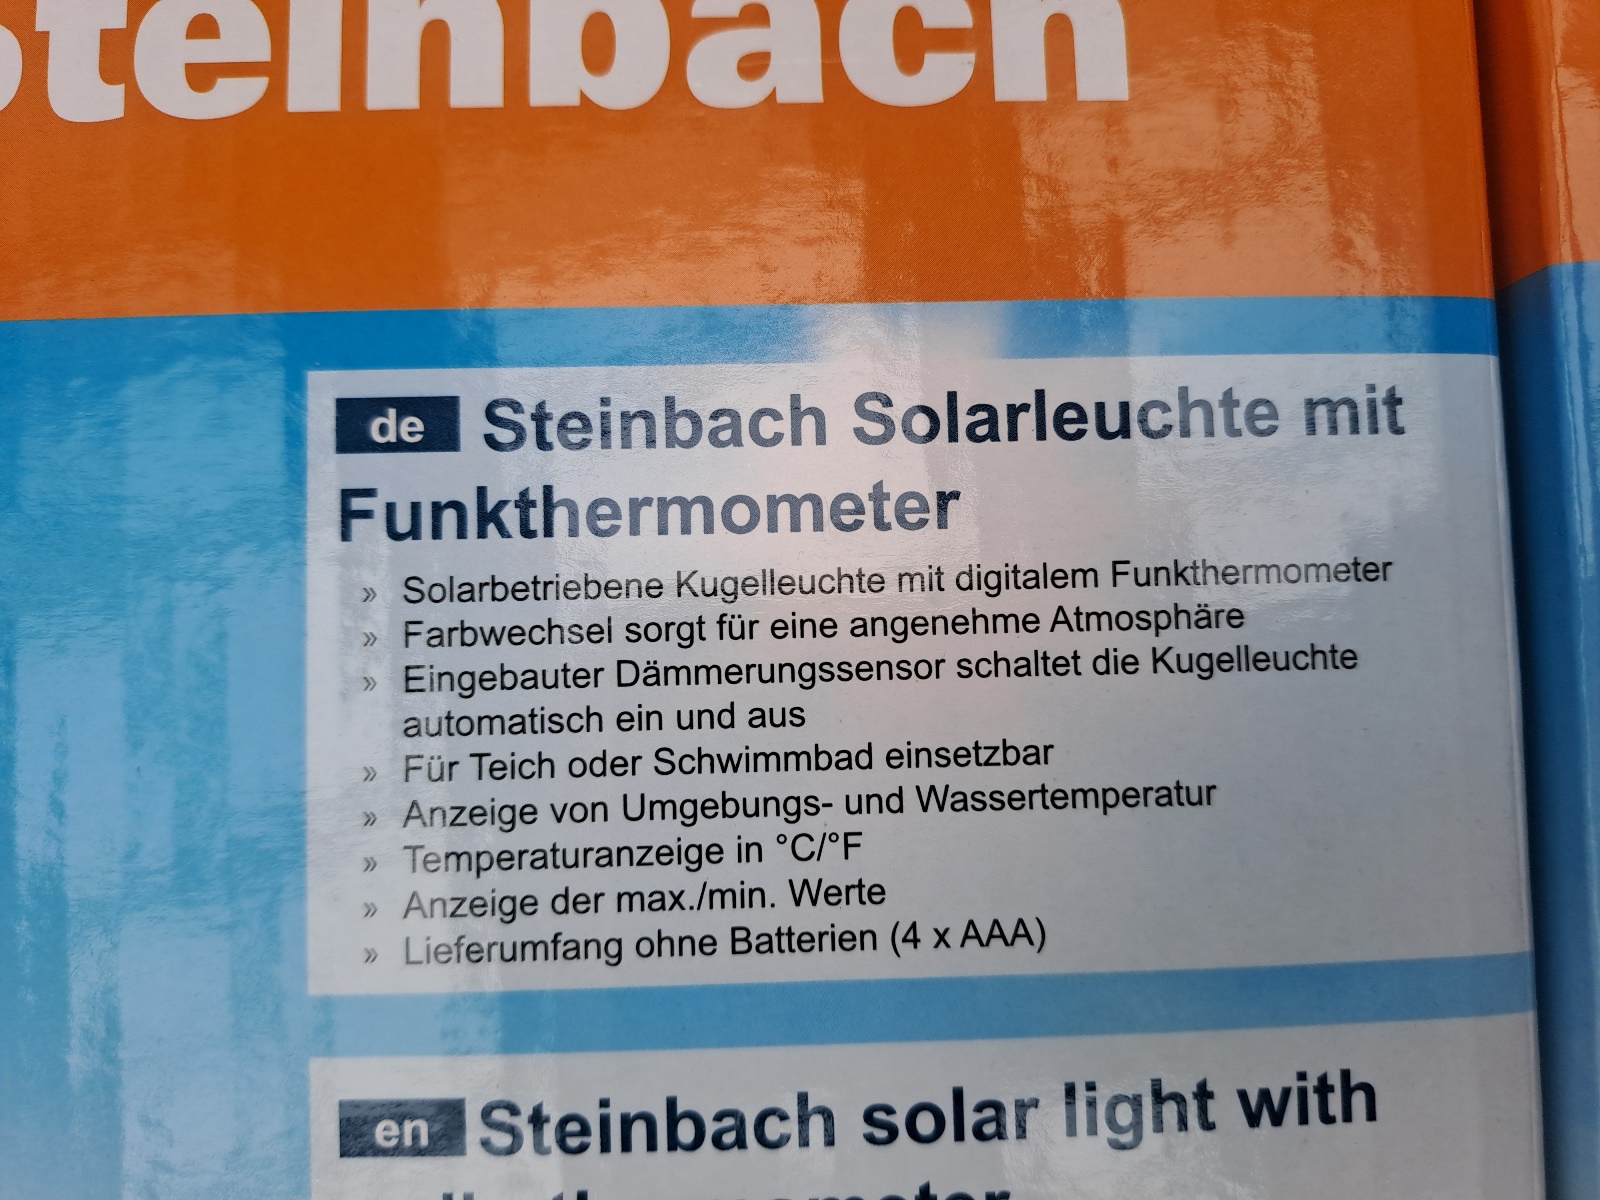 Steinbach
de Steinbach Solarleuchte mit
Funkthermometer
» Solarbetriebene Kugelleuchte mit digitalem Funkthermometer
» Farbwechsel sorgt für eine angenehme Atmosphäre
» Eingebauter Dämmerungssensor schaltet die Kugelleuchte
automatisch ein und aus
» Für Teich oder Schwimmbad einsetzbar
» Anzeige von Umgebungs- und Wassertemperatur
» Temperaturanzeige in °C/°F
» Anzeige der max./min. Werte
» Lieferumfang ohne Batterien (4 x AAA)
en Steinbach solar light with